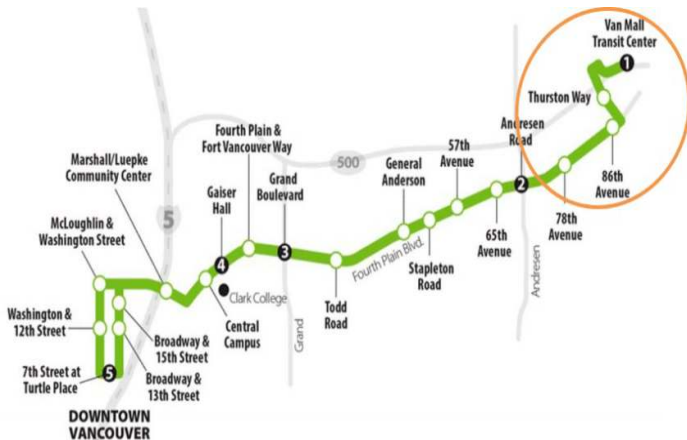 Van Mall
Transit Center
1
Thurston Way
Andresen
Road
2
86th
Avenue
78th
Avenue
57th
Avenue
65th
Avenue
General
Anderson
Stapleton
Road
Fourth Plain Blvd.
Andresen
500
Fourth Plain &
Fort Vancouver Way
Grand
Boulevard
3
Todd
Road
Grand
Gaiser
Hall
4
Clark College
Central
Campus
Marshall/Luepke
Community Center
5
McLoughlin &
Washington Street
Washington &
12th Street
Broadway &
15th Street
Broadway &
13th Street
7th Street at
Turtle Place
5
DOWNTOWN
VANCOUVER